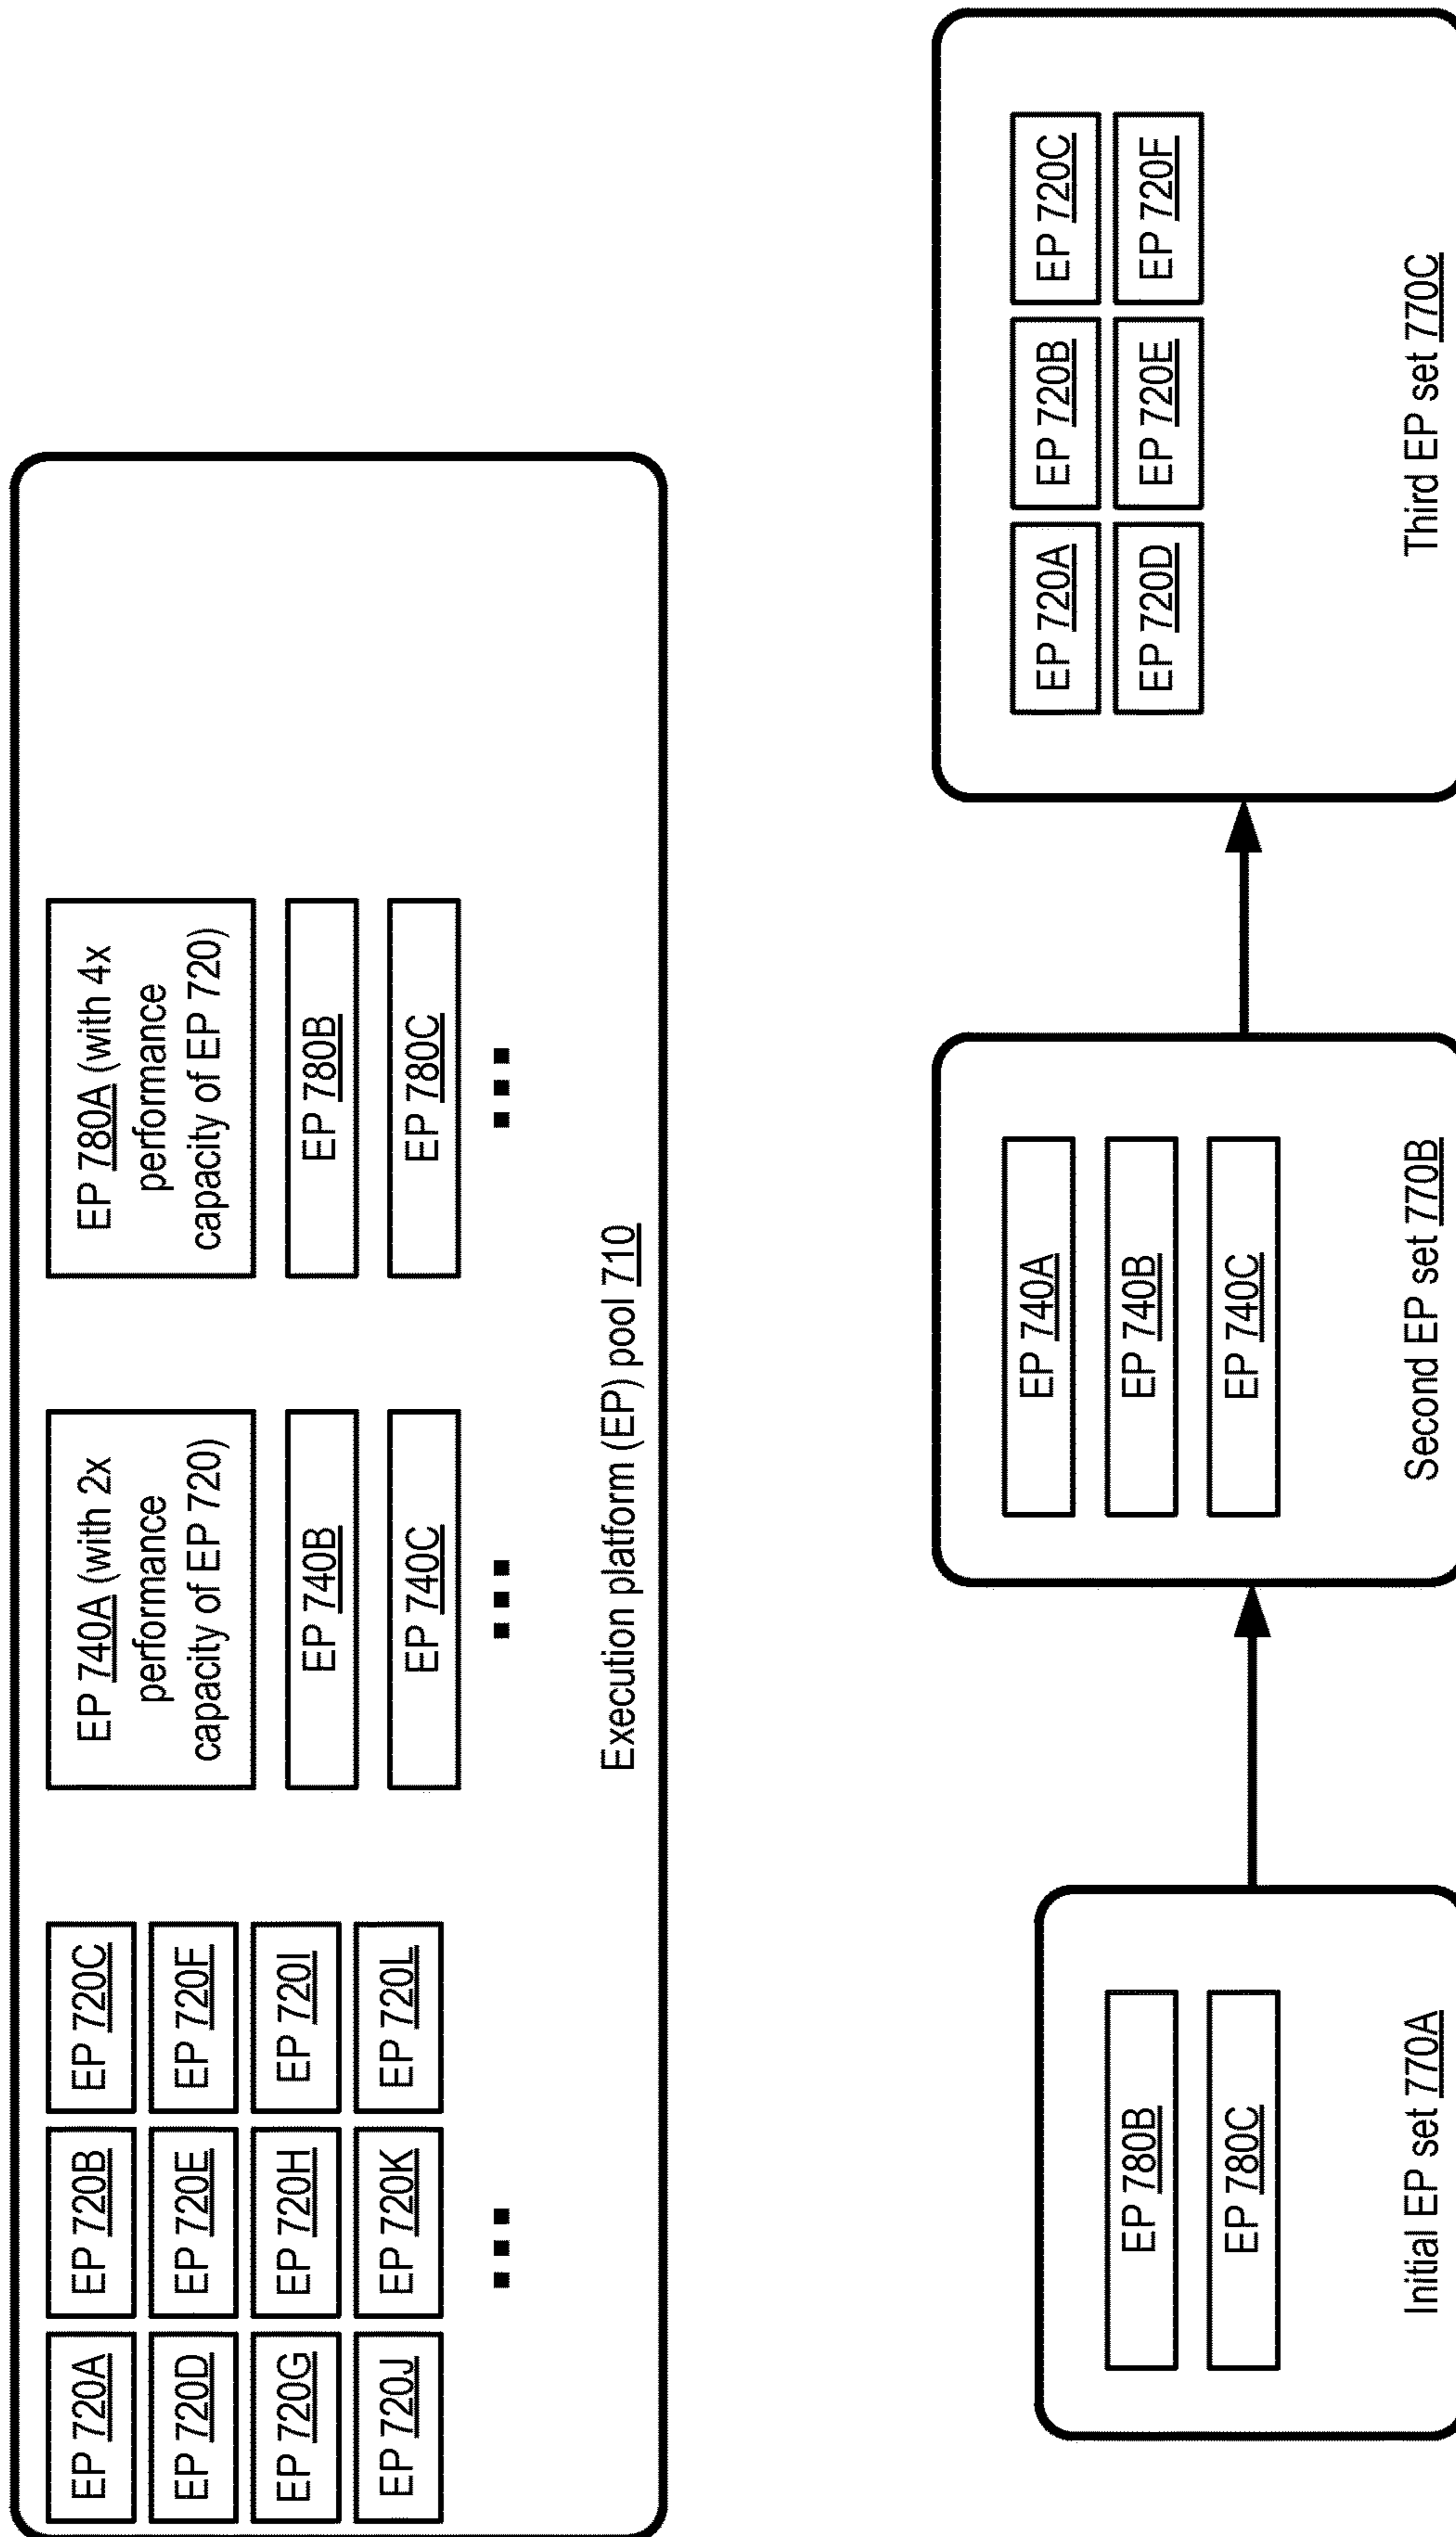 EP 720A
EP 720B
EP 720C
EP 720D
EP 720E
EP 720F
EP 720G
EP 720H
EP 720I
EP 720J
EP 720K
EP 720L
EP 740A (with 2x
performance
capacity of EP 720)
EP 740B
EP 740C
EP 780A (with 4x
performance
capacity of EP 720)
EP 780B
EP 780C
Execution platform (EP) pool 710
EP 780B
EP 780C
Initial EP set 770A
EP 740A
EP 740B
EP 740C
Second EP set 770B
EP 720A
EP 720B
EP 720C
EP 720D
EP 720E
EP 720F
Third EP set 770C